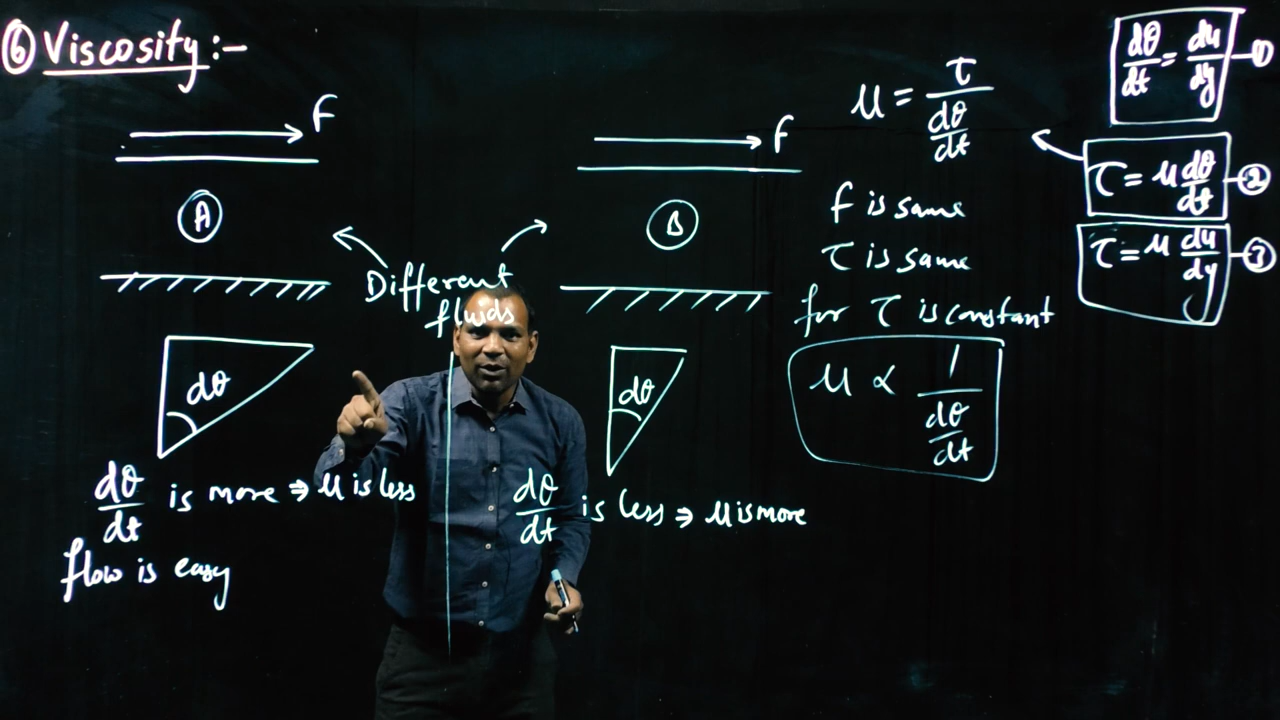 ⑥ Viscosity:-
F
Ⓐ
Different
fluids
dθ
dθ/dt is more ⇒ μ is less
flow is easy
F
Ⓑ
dθ
dθ/dt is less ⇒ μ is more
μ = τ / (dθ/dt)
F is same
τ is same
for τ is constant
μ ∝ 1 / (dθ/dt)
dθ/dt = du/dy —①
τ = μ dθ/dt —②
τ = μ du/dy —③